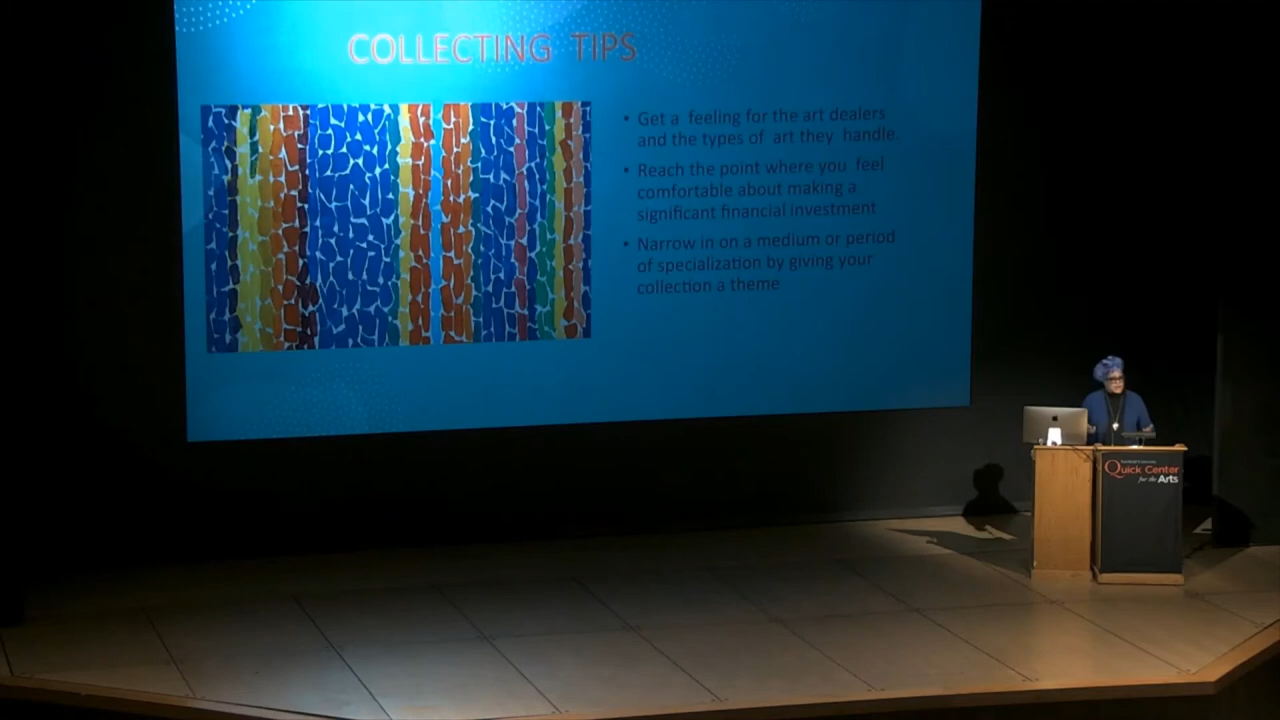 COLLECTING TIPS
• Get a feeling for the art dealers
and the types of art they handle.
• Reach the point where you feel
comfortable about making a
significant financial investment
• Narrow in on a medium or period
of specialization by giving your
collection a theme
Quick Center
for the Arts